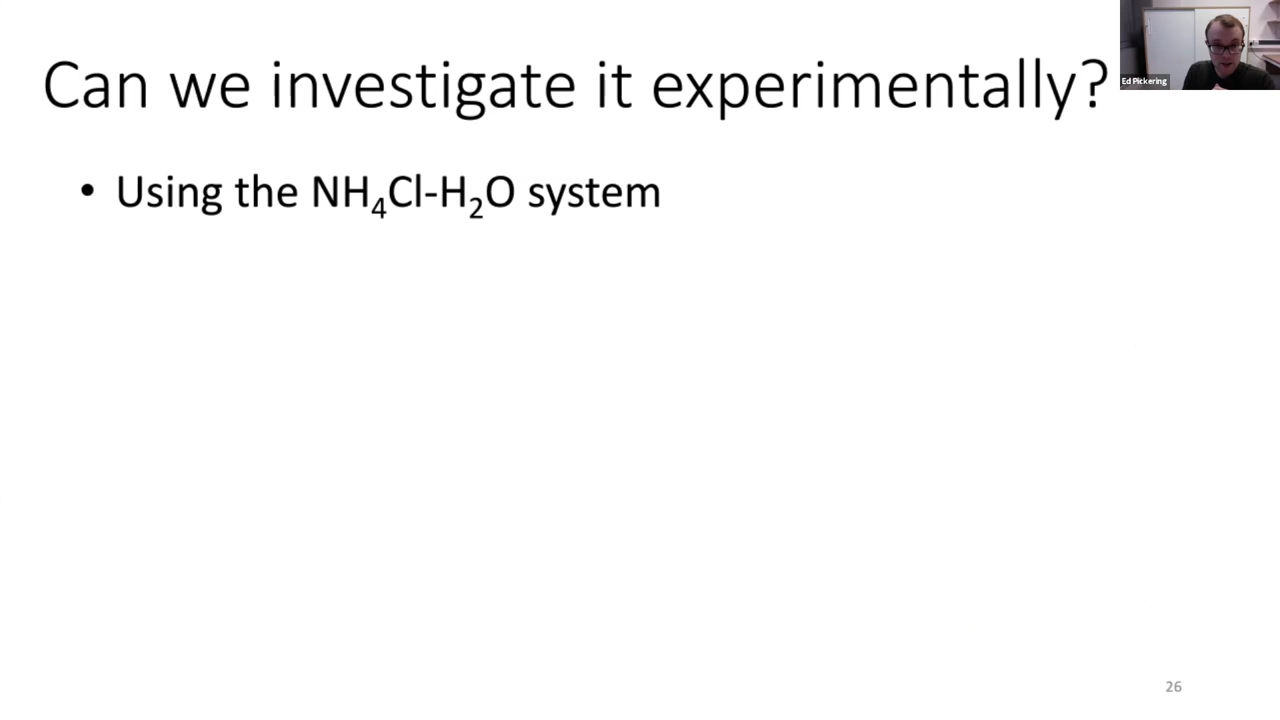 Can we investigate it experimentally?
Ed Pickering
• Using the NH₄Cl-H₂O system
26